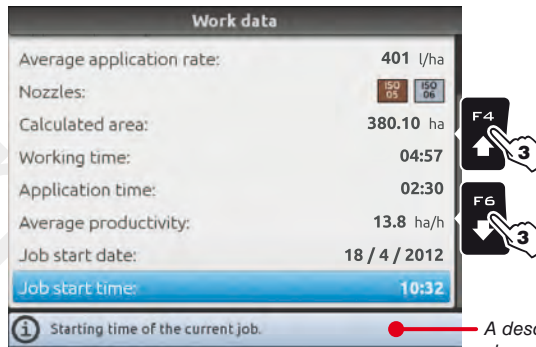 Work data
Average application rate: 401 l/ha
Nozzles: ISO 05 ISO 06
Calculated area: 380.10 ha
Working time: 04:57
Application time: 02:30
Average productivity: 13.8 ha/h
Job start date: 18 / 4 / 2012
Job start time: 10:32
Starting time of the current job.
F4
3
F6
3
A